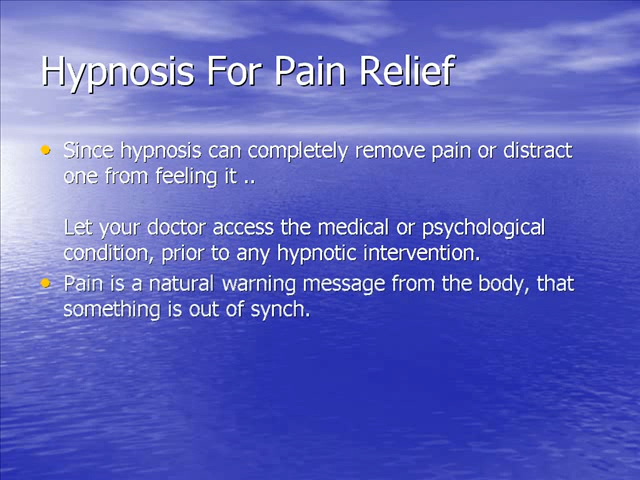 Hypnosis For Pain Relief
• Since hypnosis can completely remove pain or distract
one from feeling it ..
Let your doctor access the medical or psychological
condition, prior to any hypnotic intervention.
• Pain is a natural warning message from the body, that
something is out of synch.